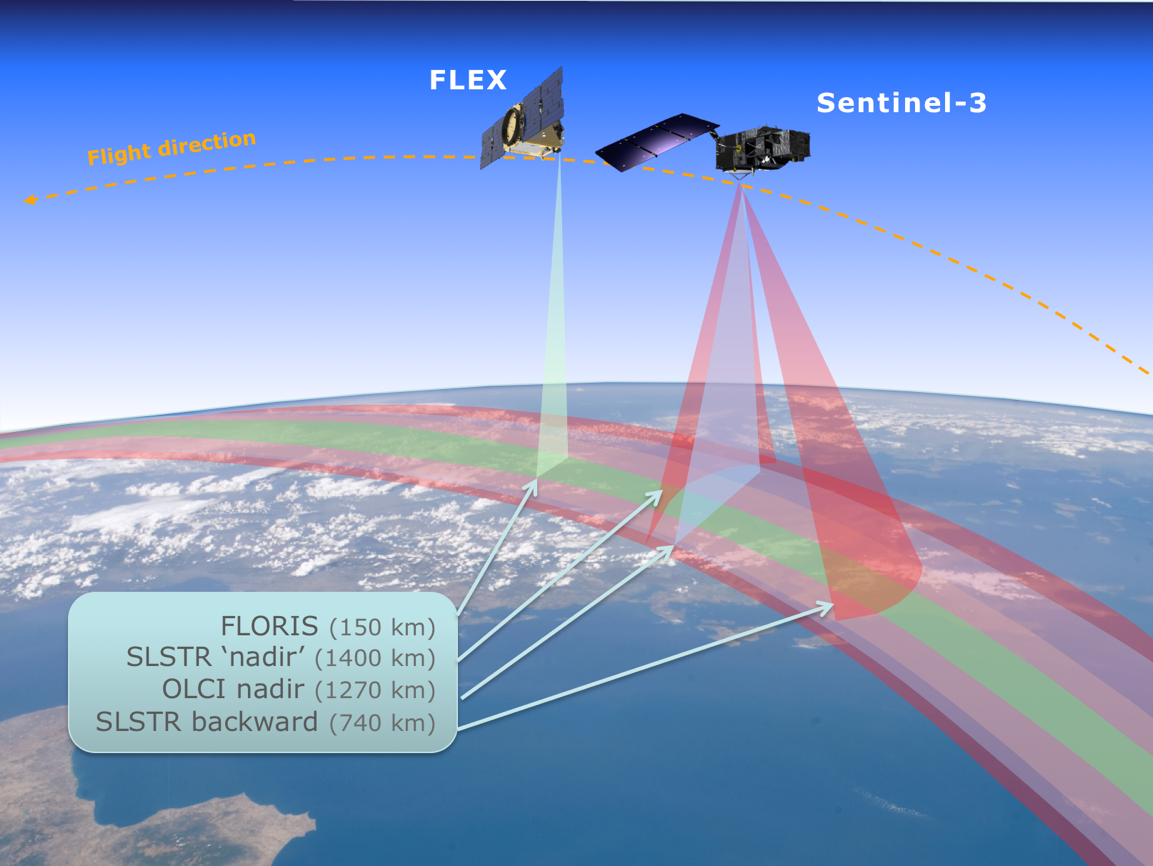 FLEX
Sentinel-3
Flight direction
FLORIS (150 km)
SLSTR ‘nadir’ (1400 km)
OLCI nadir (1270 km)
SLSTR backward (740 km)